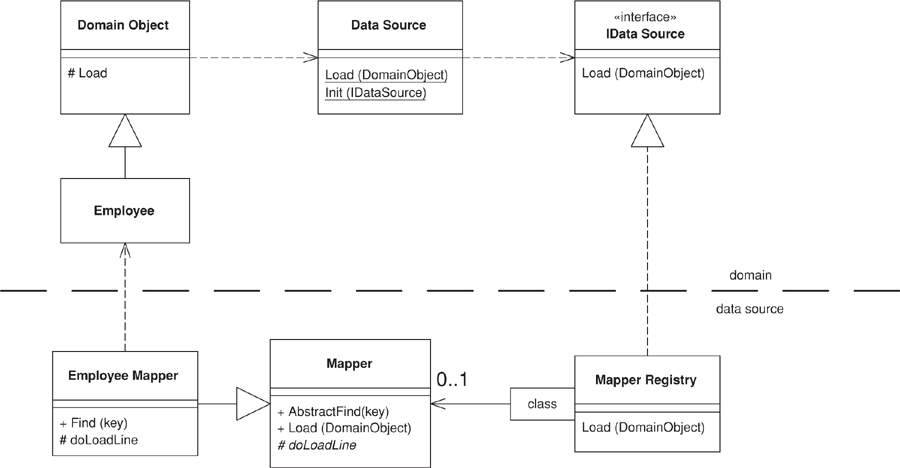 Domain Object
# Load
Data Source
Load (DomainObject)
Init (IDataSource)
«interface»
IData Source
Load (DomainObject)
Employee
domain
data source
Employee Mapper
+ Find (key)
# doLoadLine
Mapper
+ AbstractFind(key)
+ Load (DomainObject)
# doLoadLine
0..1
class
Mapper Registry
Load (DomainObject)